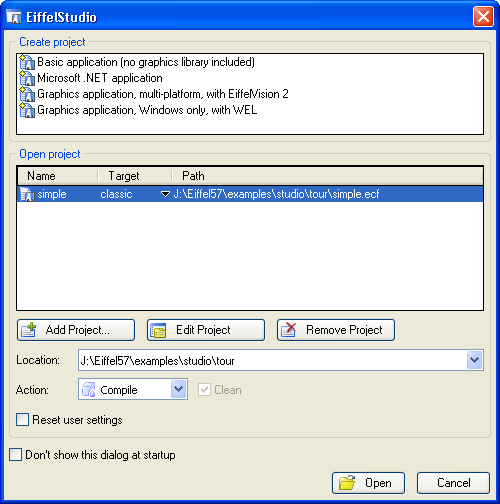 EiffelStudio
Create project
Basic application (no graphics library included)
Microsoft .NET application
Graphics application, multi-platform, with EiffelVision 2
Graphics application, Windows only, with WEL
Open project
Name Target Path
simple classic J:\Eiffel57\examples\studio\tour\simple.ecf
Add Project... Edit Project Remove Project
Location: J:\Eiffel57\examples\studio\tour
Action: Compile Clean
Reset user settings
Don't show this dialog at startup
Open Cancel